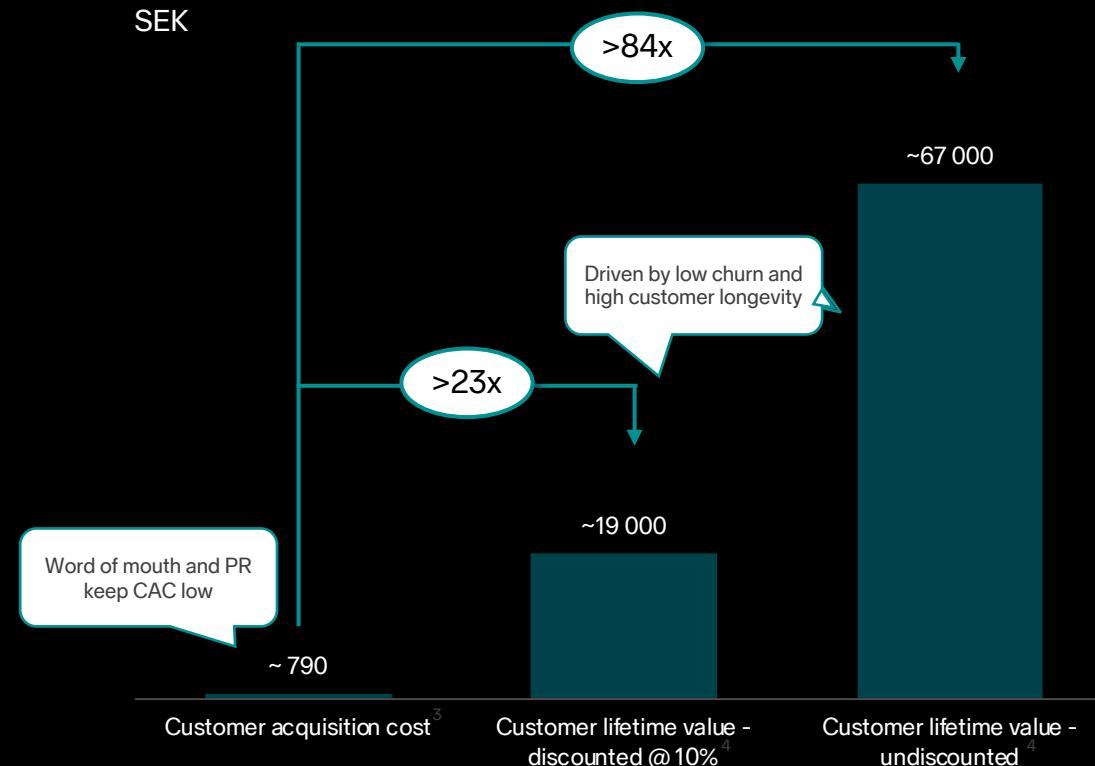 SEK
>84x
~67 000
Driven by low churn and
high customer longevity
>23x
~19 000
Word of mouth and PR
keep CAC low
~ 790
Customer acquisition cost 3
Customer lifetime value -
discounted @ 10% 4
Customer lifetime value -
undiscounted 4